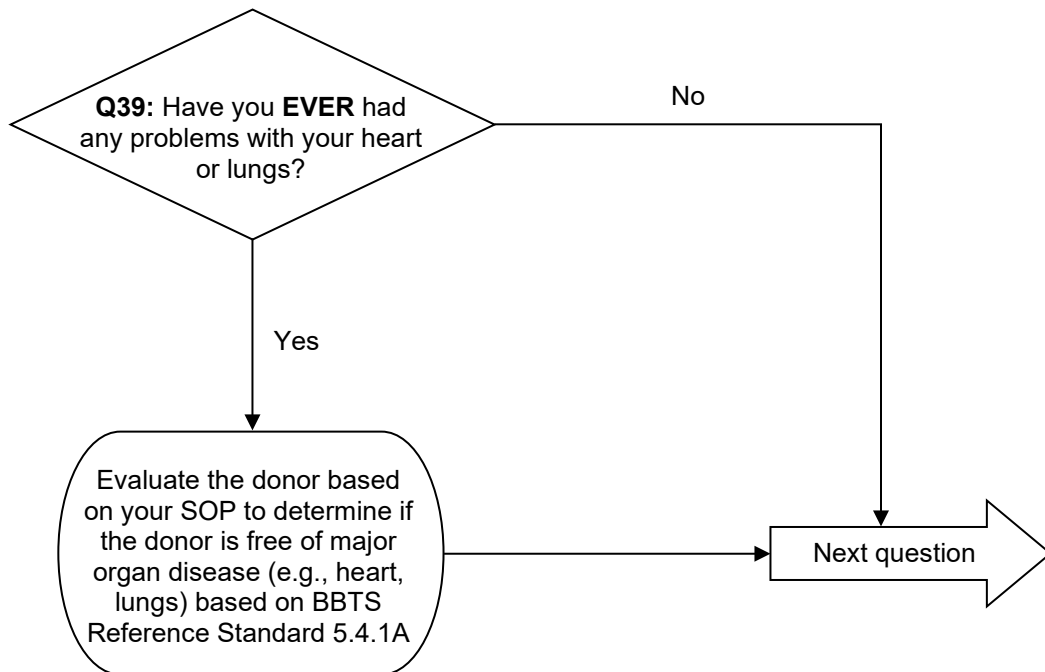 Q39: Have you EVER had
any problems with your heart
or lungs?
No
Yes
Evaluate the donor based
on your SOP to determine if
the donor is free of major
organ disease (e.g., heart,
lungs) based on BBTS
Reference Standard 5.4.1A
Next question